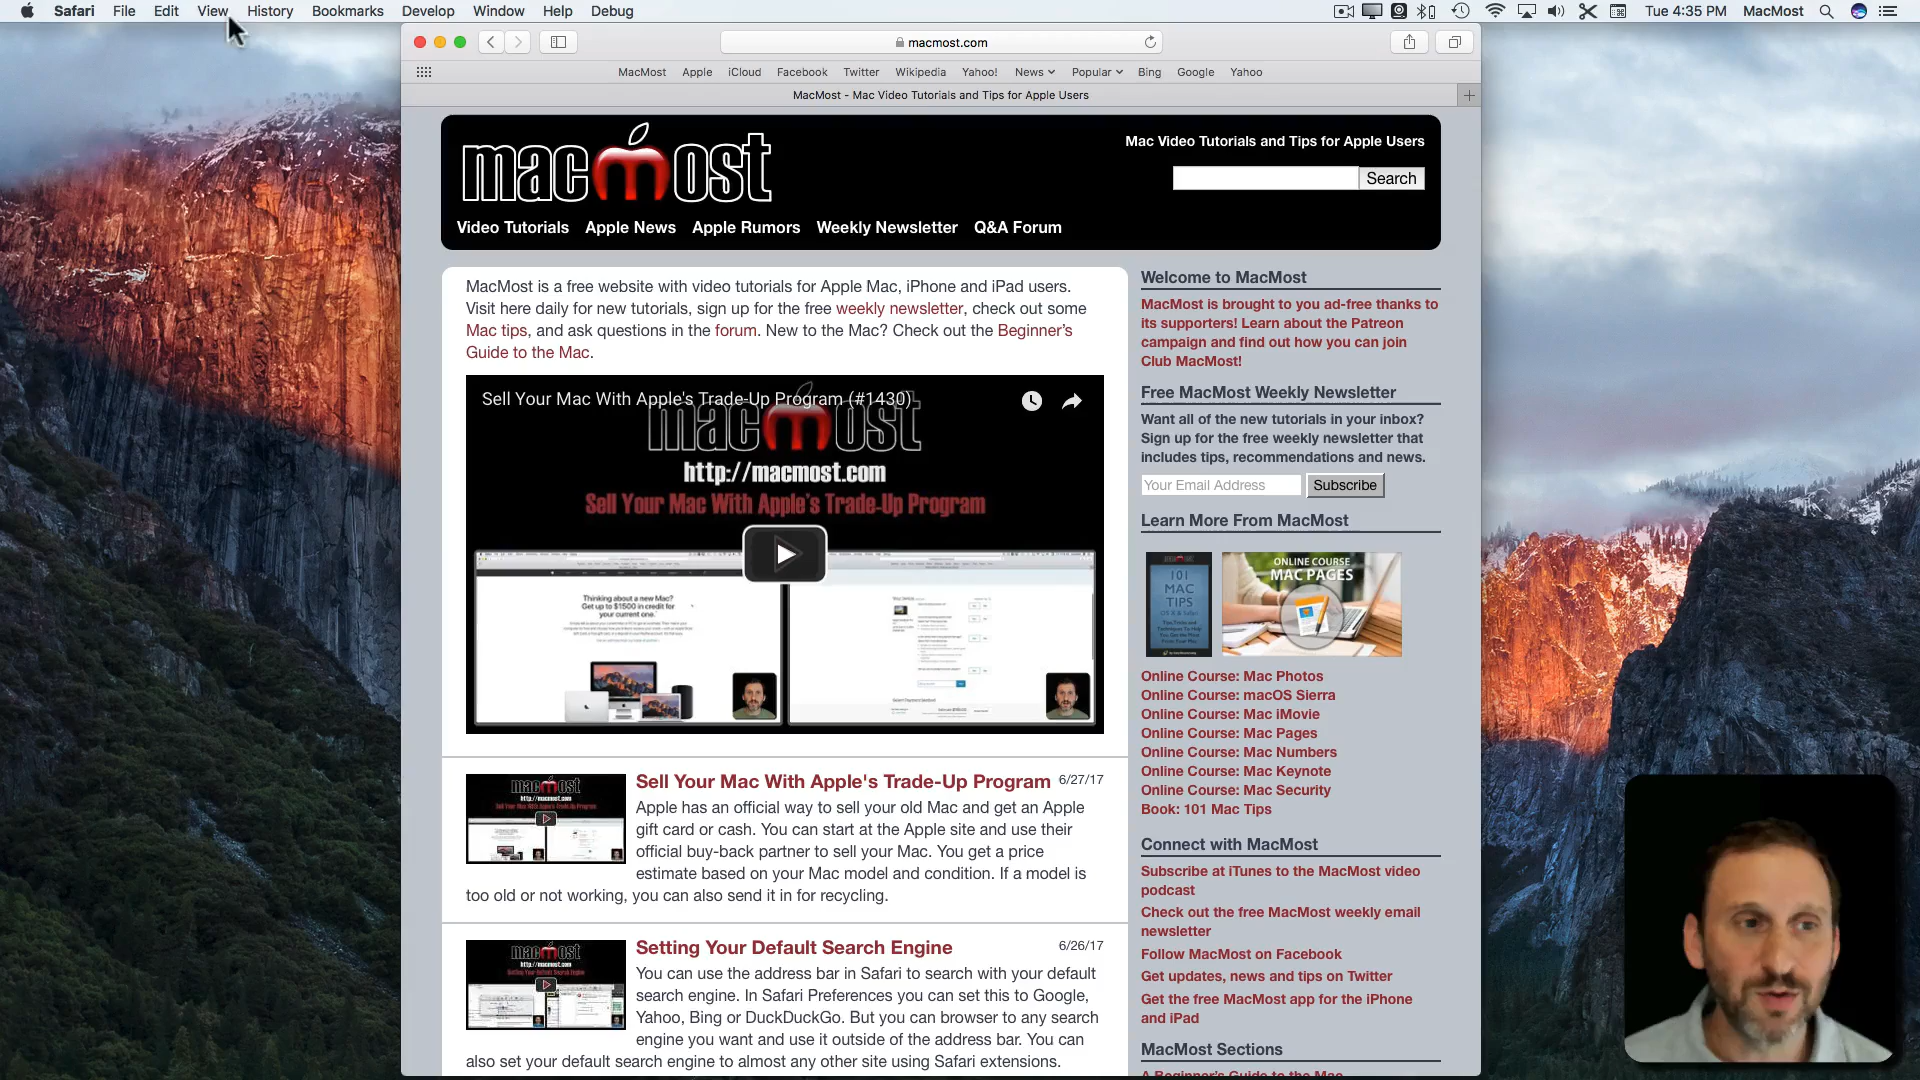 Safari File Edit View History Bookmarks Develop Window Help Debug
Tue 4:35 PM MacMost
macmost.com
MacMost Apple iCloud Facebook Twitter Wikipedia Yahoo! News Popular Bing Google Yahoo
MacMost - Mac Video Tutorials and Tips for Apple Users
macmost
Mac Video Tutorials and Tips for Apple Users
Search
Video Tutorials Apple News Apple Rumors Weekly Newsletter Q&A Forum
MacMost is a free website with video tutorials for Apple Mac, iPhone and iPad users.
Visit here daily for new tutorials, sign up for the free weekly newsletter, check out some
Mac tips, and ask questions in the forum. New to the Mac? Check out the Beginner's
Guide to the Mac.
Sell Your Mac With Apple's Trade-Up Program (#1430)
macmost
http://macmost.com
Sell Your Mac With Apple's Trade-Up Program
Thinking about a new Mac?
Get up to $1500 in credit for
your current one.
Sell Your Mac With Apple's Trade-Up Program 6/27/17
Apple has an official way to sell your old Mac and get an Apple
gift card or cash. You can start at the Apple site and use their
official buy-back partner to sell your Mac. You get a price
estimate based on your Mac model and condition. If a model is
too old or not working, you can also send it in for recycling.
Setting Your Default Search Engine 6/26/17
You can use the address bar in Safari to search with your default
search engine. In Safari Preferences you can set this to Google,
Yahoo, Bing or DuckDuckGo. But you can browser to any search
engine you want and use it outside of the address bar. You can
also set your default search engine to almost any other site using Safari extensions.
Welcome to MacMost
MacMost is brought to you ad-free thanks to
its supporters! Learn about the Patreon
campaign and find out how you can join
Club MacMost!
Free MacMost Weekly Newsletter
Want all of the new tutorials in your inbox?
Sign up for the free weekly newsletter that
includes tips, recommendations and news.
Your Email Address Subscribe
Learn More From MacMost
101
MAC
TIPS
ONLINE COURSE
MAC PAGES
Online Course: Mac Photos
Online Course: macOS Sierra
Online Course: Mac iMovie
Online Course: Mac Pages
Online Course: Mac Numbers
Online Course: Mac Keynote
Online Course: Mac Security
Book: 101 Mac Tips
Connect with MacMost
Subscribe at iTunes to the MacMost video
podcast
Check out the free MacMost weekly email
newsletter
Follow MacMost on Facebook
Get updates, news and tips on Twitter
Get the free MacMost app for the iPhone
and iPad
MacMost Sections
A Beginner's Guide to the Mac